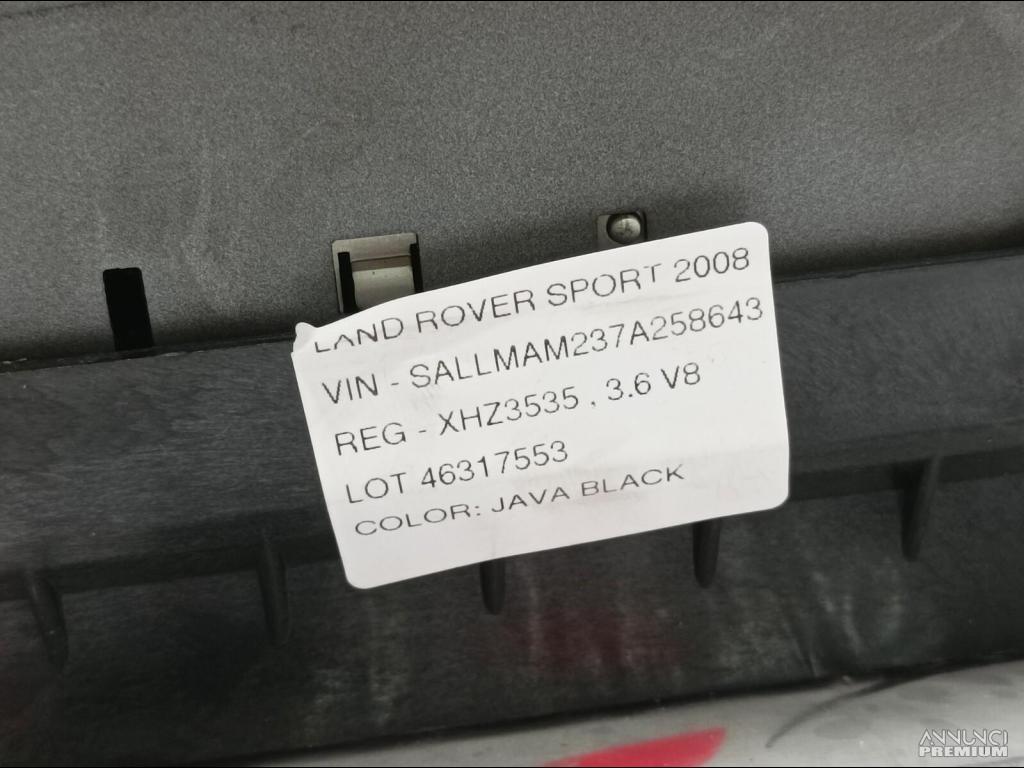 LAND ROVER SPORT 2008
VIN - SALLMAM237A258643
REG - XHZ3535 , 3.6 V8
LOT 46317553
COLOR: JAVA BLACK
ANNUNCI
PREMIUM